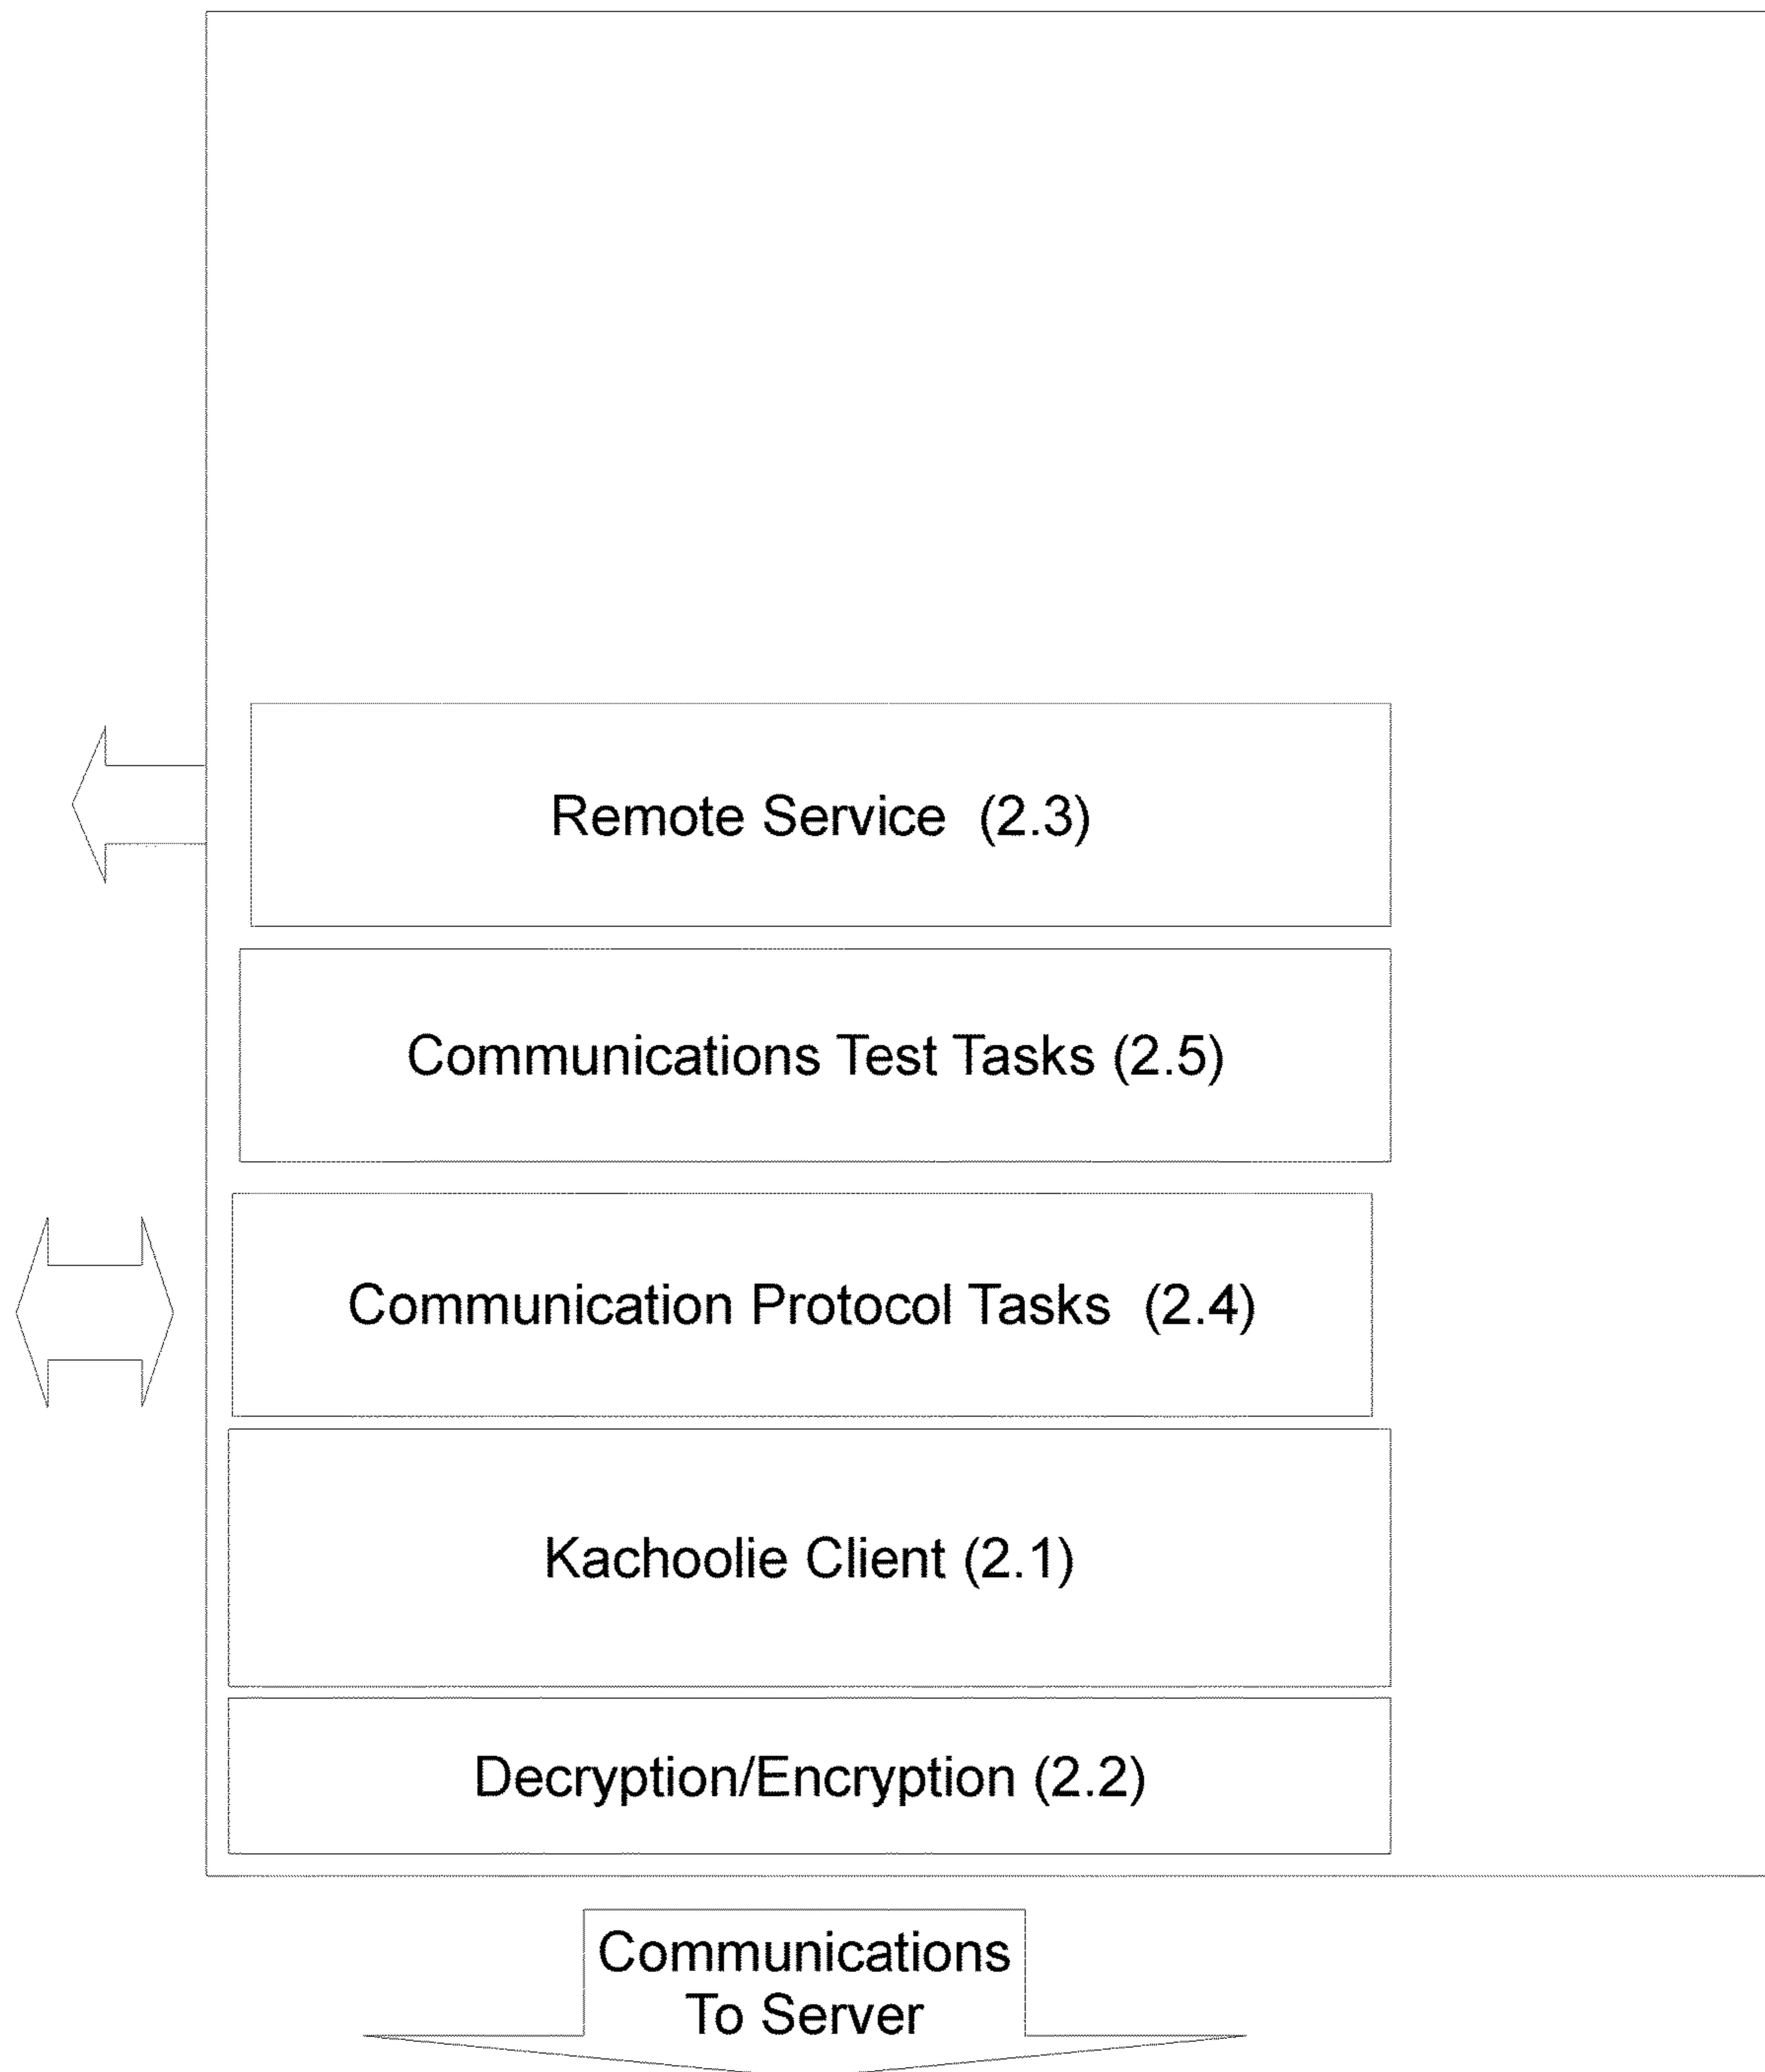 Remote Service  (2.3)
Communications Test Tasks (2.5)
Communication Protocol Tasks  (2.4)
Kachoolie Client (2.1)
Decryption/Encryption (2.2)
Communications
To Server